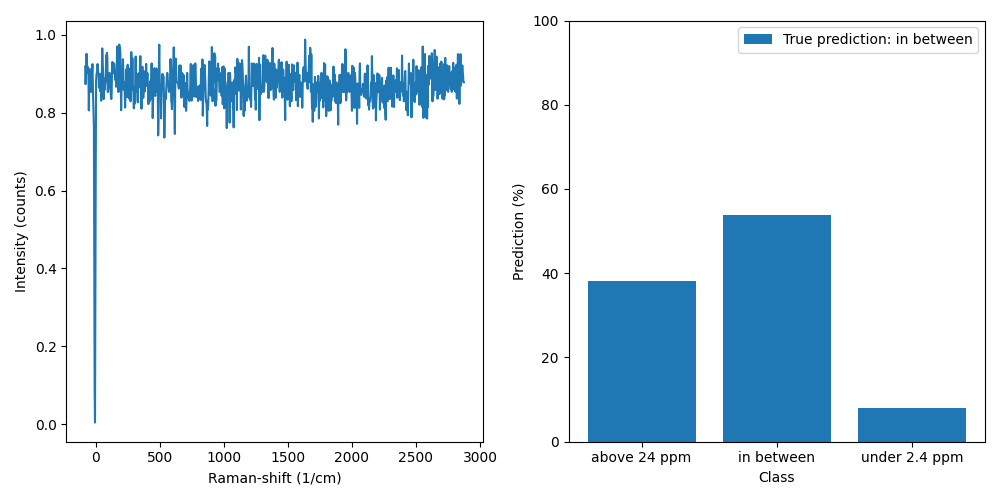 1.0
0.8
0.6
0.4
0.2
0.0
Intensity (counts)
0
500
1000
1500
2000
2500
3000
Raman-shift (1/cm)
100
80
60
40
20
0
Prediction (%)
True prediction: in between
above 24 ppm
in between
under 2.4 ppm
Class